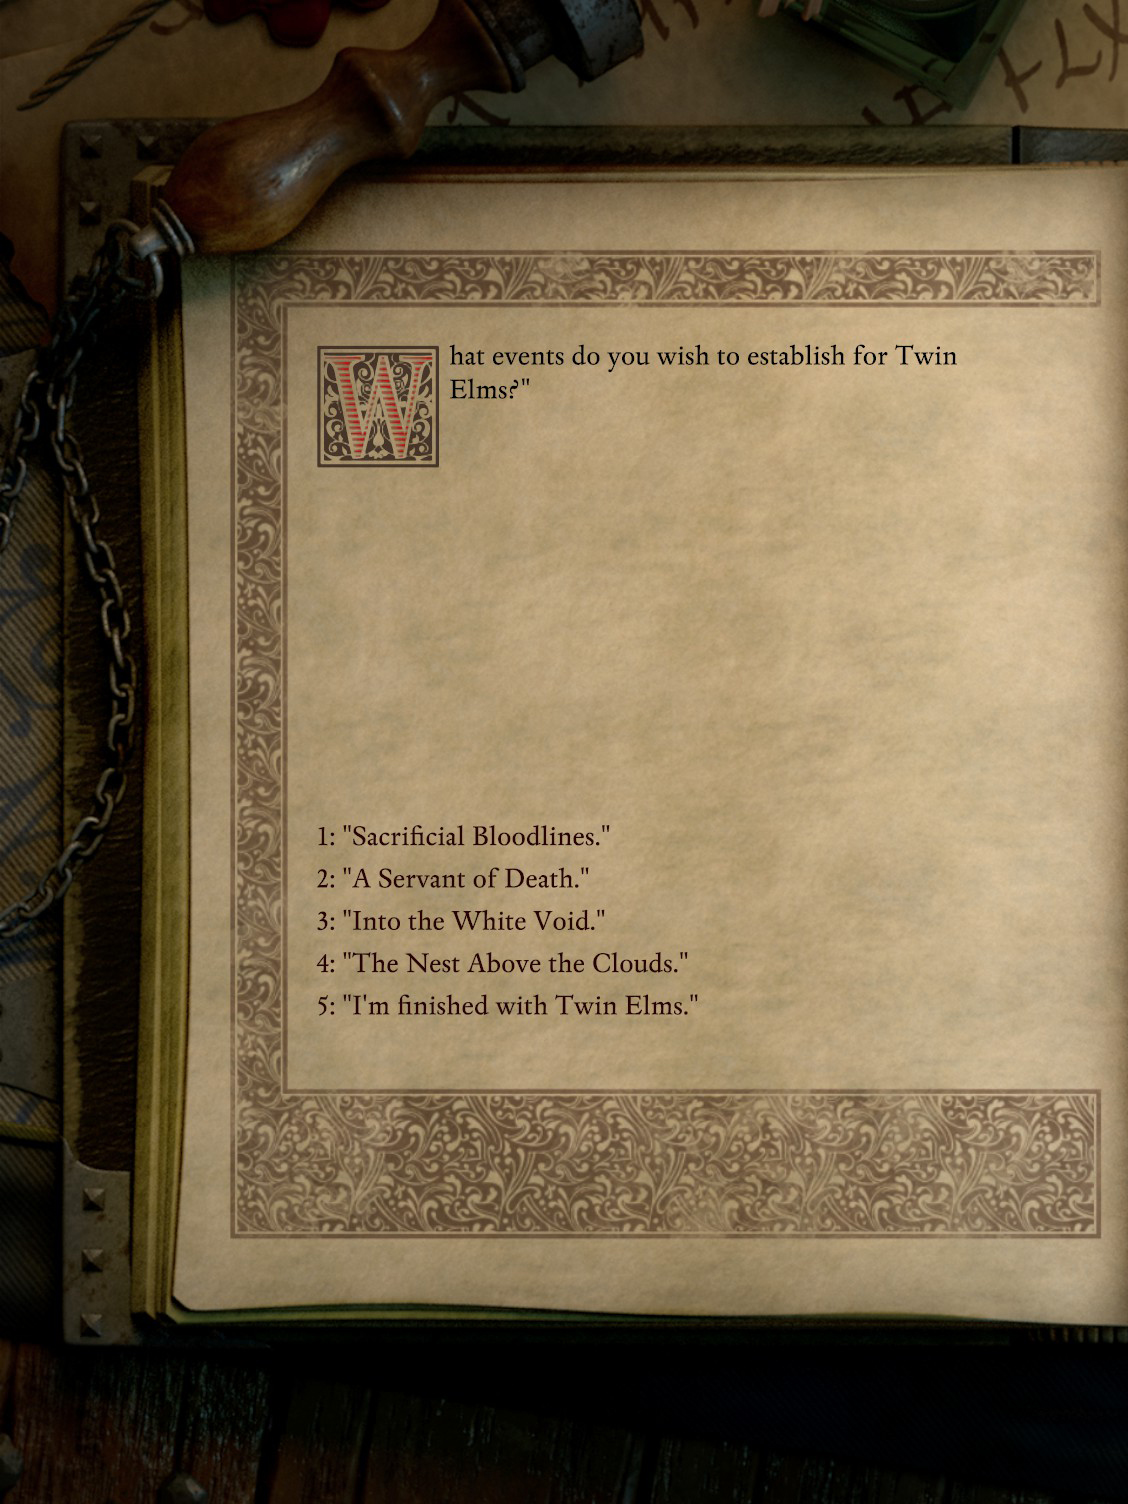 What events do you wish to establish for Twin
Elms?"
1: "Sacrificial Bloodlines."
2: "A Servant of Death."
3: "Into the White Void."
4: "The Nest Above the Clouds."
5: "I'm finished with Twin Elms."